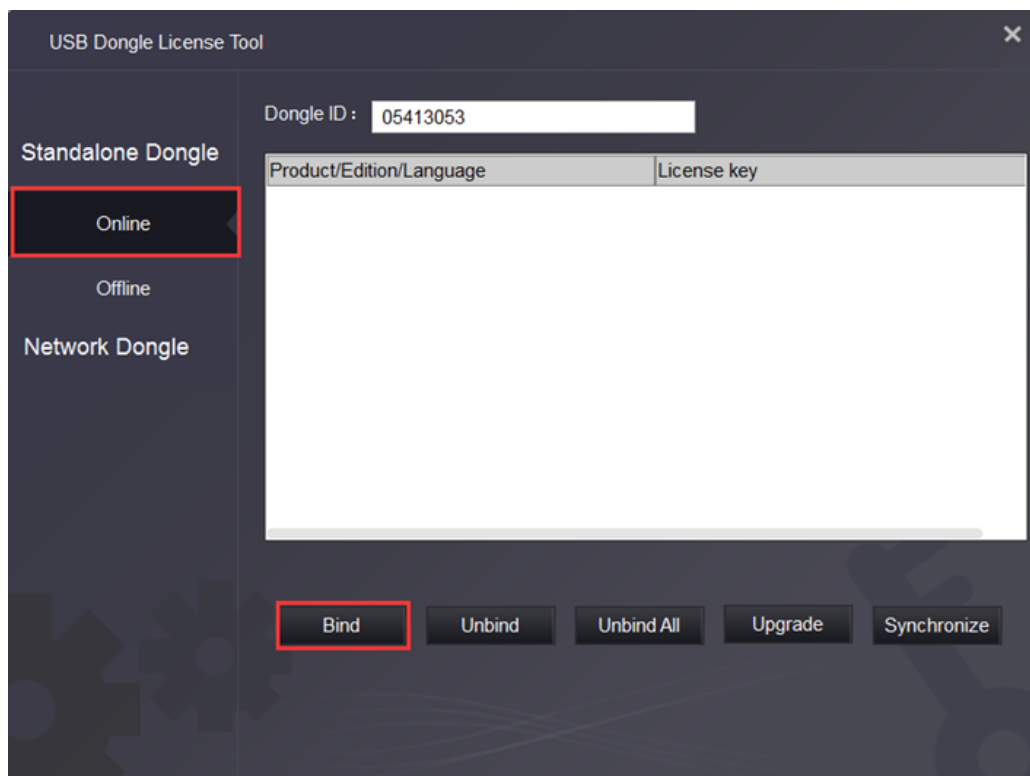 USB Dongle License Tool
Dongle ID：
05413053
Standalone Dongle
Product/Edition/Language License key
Online
Offline
Network Dongle
Bind Unbind Unbind All Upgrade Synchronize